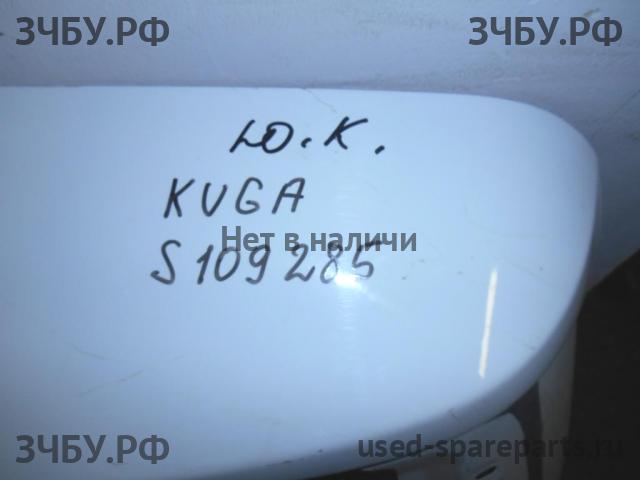 ЗЧБУ.РФ ЗЧБУ.РФ
Ю.К.
KUGA
Нет в наличи
S109285
ЗЧБУ.РФ used-spareparts.ru